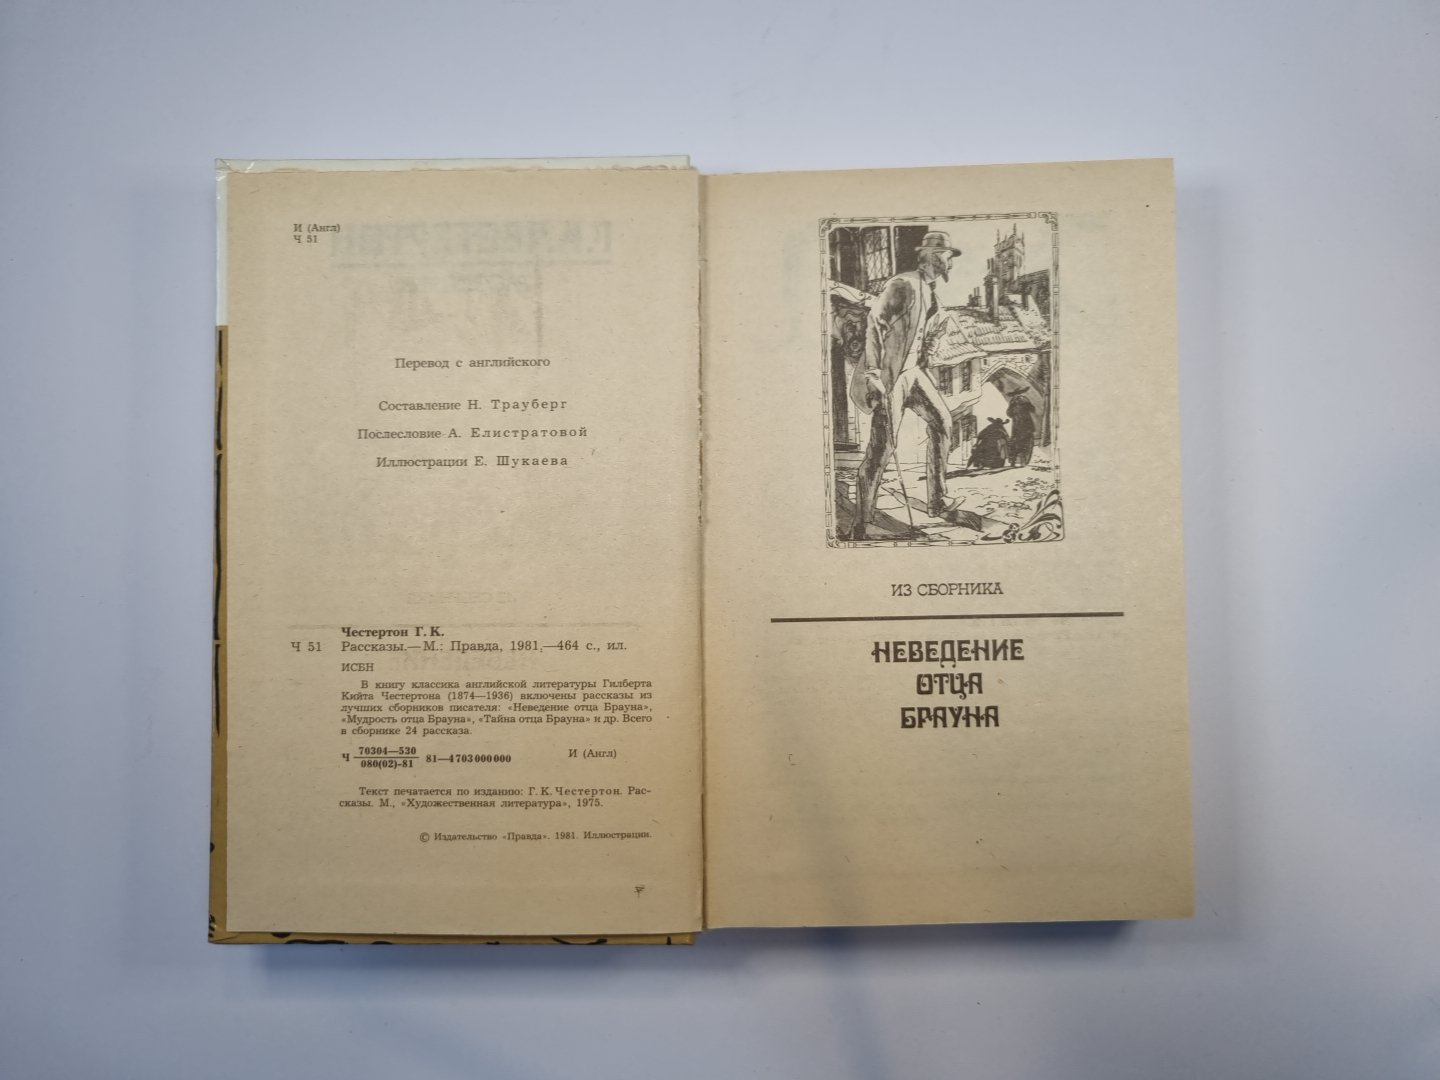 И (Англ)
Ч 51
Перевод с английского
Составление Н. Трауберг
Послесловие А. Елистратовой
Иллюстрации Е. Шукаева
Честертон Г. К.
Ч 51 Рассказы.— М.: Правда, 1981,—464 с., ил.
ИСБН
В книгу классика английской литературы Гилберта
Кийта Честертона (1874—1936) включены рассказы из
лучших сборников писателя: «Неведение отца Брауна»,
«Мудрость отца Брауна», «Тайна отца Брауна» и др. Всего
в сборнике 24 рассказа.
Ч 70304—530
080(02)-81 81—4703000000 И (Англ)
Текст печатается по изданию: Г. К. Честертон. Рас-
сказы. М., «Художественная литература», 1975.
© Издательство «Правда». 1981. Иллюстрации.
ИЗ СБОРНИКА
НЕВЕДЕНИЕ
ОТЦА
БРАУНА